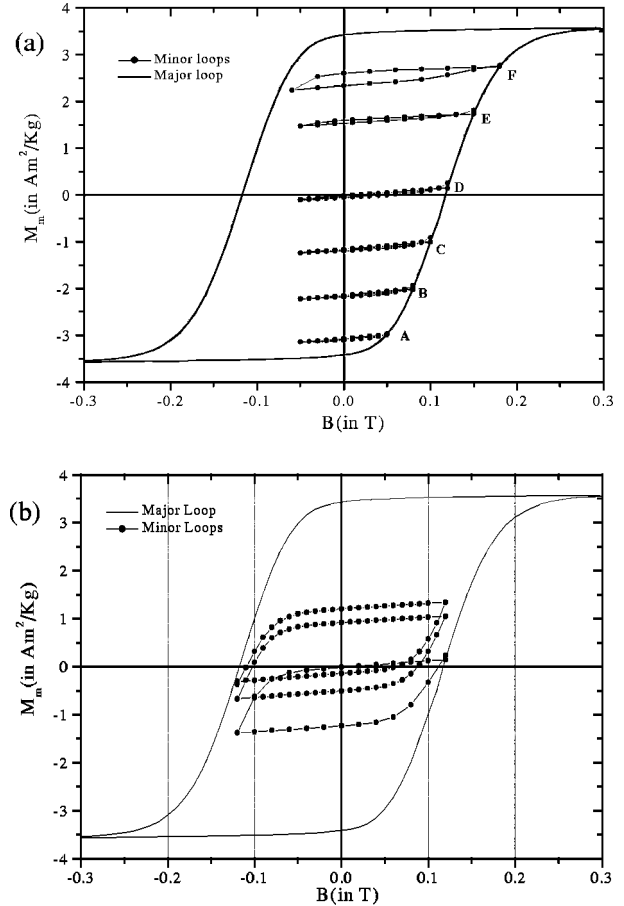 (a)
4
3
2
1
0
-1
-2
-3
-4
M_m(in Am²/Kg)
Minor loops
Major loop
F
E
D
C
B
A
-0.3
-0.2
-0.1
0.0
0.1
0.2
0.3
B(in T)
(b)
4
3
2
1
0
-1
-2
-3
-4
M_m(in Am²/Kg)
Major Loop
Minor Loops
-0.3
-0.2
-0.1
0.0
0.1
0.2
0.3
B(in T)